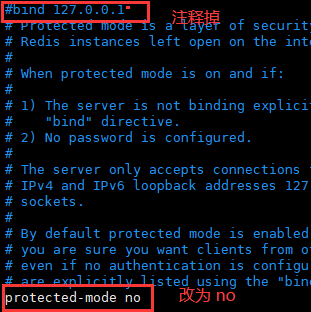 #bind 127.0.0.1
注释掉
# Protected mode is a layer of security
# Redis instances left open on the inte
#
# When protected mode is on and if:
#
# 1) The server is not binding explicit
#    "bind" directive.
# 2) No password is configured.
#
# The server only accepts connections
# IPv4 and IPv6 loopback addresses 127
# sockets.
#
# By default protected mode is enabled
# you are sure you want clients from o
# even if no authentication is configu
# are explicitly listed using the "bin
protected-mode no
改为 no